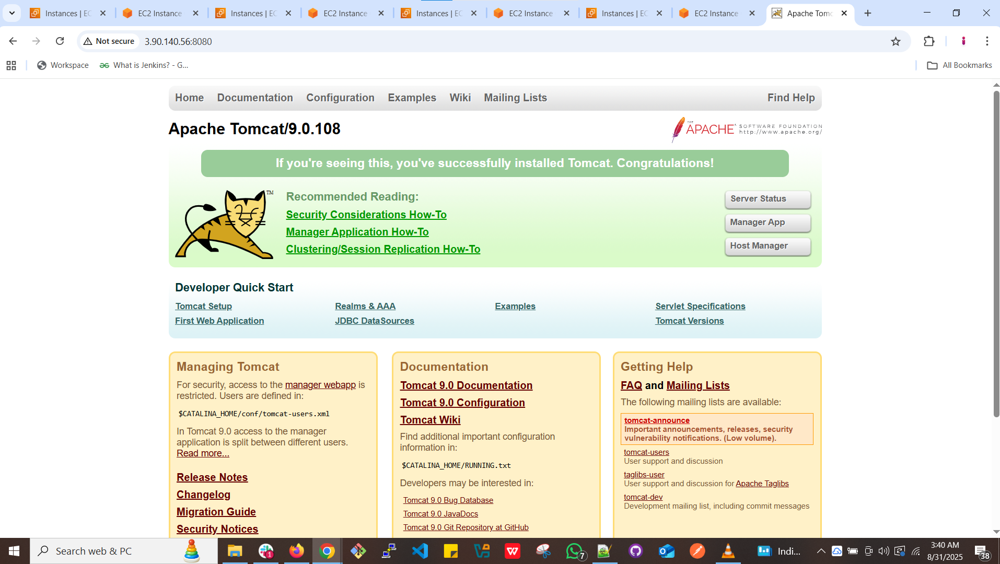 Instances | EC
EC2 Instance
Instances | EC
EC2 Instance
Instances | EC
EC2 Instance
Instances | EC
EC2 Instance
Apache Tomc
Not secure
3.90.140.56:8080
Workspace
What is Jenkins? - G...
All Bookmarks
Home
Documentation
Configuration
Examples
Wiki
Mailing Lists
Find Help
Apache Tomcat/9.0.108
THE APACHE SOFTWARE FOUNDATION
http://www.apache.org/
If you're seeing this, you've successfully installed Tomcat. Congratulations!
TM
Recommended Reading:
Security Considerations How-To
Manager Application How-To
Clustering/Session Replication How-To
Server Status
Manager App
Host Manager
Developer Quick Start
Tomcat Setup
First Web Application
Realms & AAA
JDBC DataSources
Examples
Servlet Specifications
Tomcat Versions
Managing Tomcat
For security, access to the manager webapp is
restricted. Users are defined in:
$CATALINA_HOME/conf/tomcat-users.xml
In Tomcat 9.0 access to the manager
application is split between different users.
Read more...
Release Notes
Changelog
Migration Guide
Security Notices
Documentation
Tomcat 9.0 Documentation
Tomcat 9.0 Configuration
Tomcat Wiki
Find additional important configuration
information in:
$CATALINA_HOME/RUNNING.txt
Developers may be interested in:
Tomcat 9.0 Bug Database
Tomcat 9.0 JavaDocs
Tomcat 9.0 Git Repository at GitHub
Getting Help
FAQ and Mailing Lists
The following mailing lists are available:
tomcat-announce
Important announcements, releases, security
vulnerability notifications. (Low volume).
tomcat-users
User support and discussion
taglibs-user
User support and discussion for Apache Taglibs
tomcat-dev
Development mailing list, including commit messages
Search web & PC
1
7
Indi...
3:40 AM
8/31/2025
38